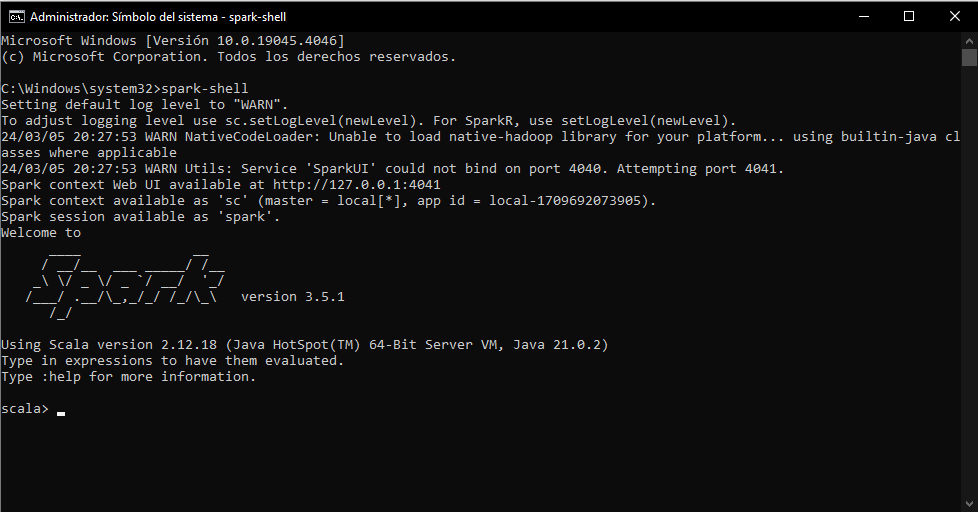 Administrador: Símbolo del sistema - spark-shell
Microsoft Windows [Versión 10.0.19045.4046]
(c) Microsoft Corporation. Todos los derechos reservados.
C:\Windows\system32>spark-shell
Setting default log level to "WARN".
To adjust logging level use sc.setLogLevel(newLevel). For SparkR, use setLogLevel(newLevel).
24/03/05 20:27:53 WARN NativeCodeLoader: Unable to load native-hadoop library for your platform... using builtin-java cl
asses where applicable
24/03/05 20:27:53 WARN Utils: Service 'SparkUI' could not bind on port 4040. Attempting port 4041.
Spark context Web UI available at http://127.0.0.1:4041
Spark context available as 'sc' (master = local[*], app id = local-1709692073905).
Spark session available as 'spark'.
Welcome to
      ____              __
     / __/__  ___ _____/ /__
    _\ \/ _ \/ _ `/ __/  '_/
   /___/ .__/\_,_/_/ /_/\_\   version 3.5.1
      /_/
Using Scala version 2.12.18 (Java HotSpot(TM) 64-Bit Server VM, Java 21.0.2)
Type in expressions to have them evaluated.
Type :help for more information.
scala> _